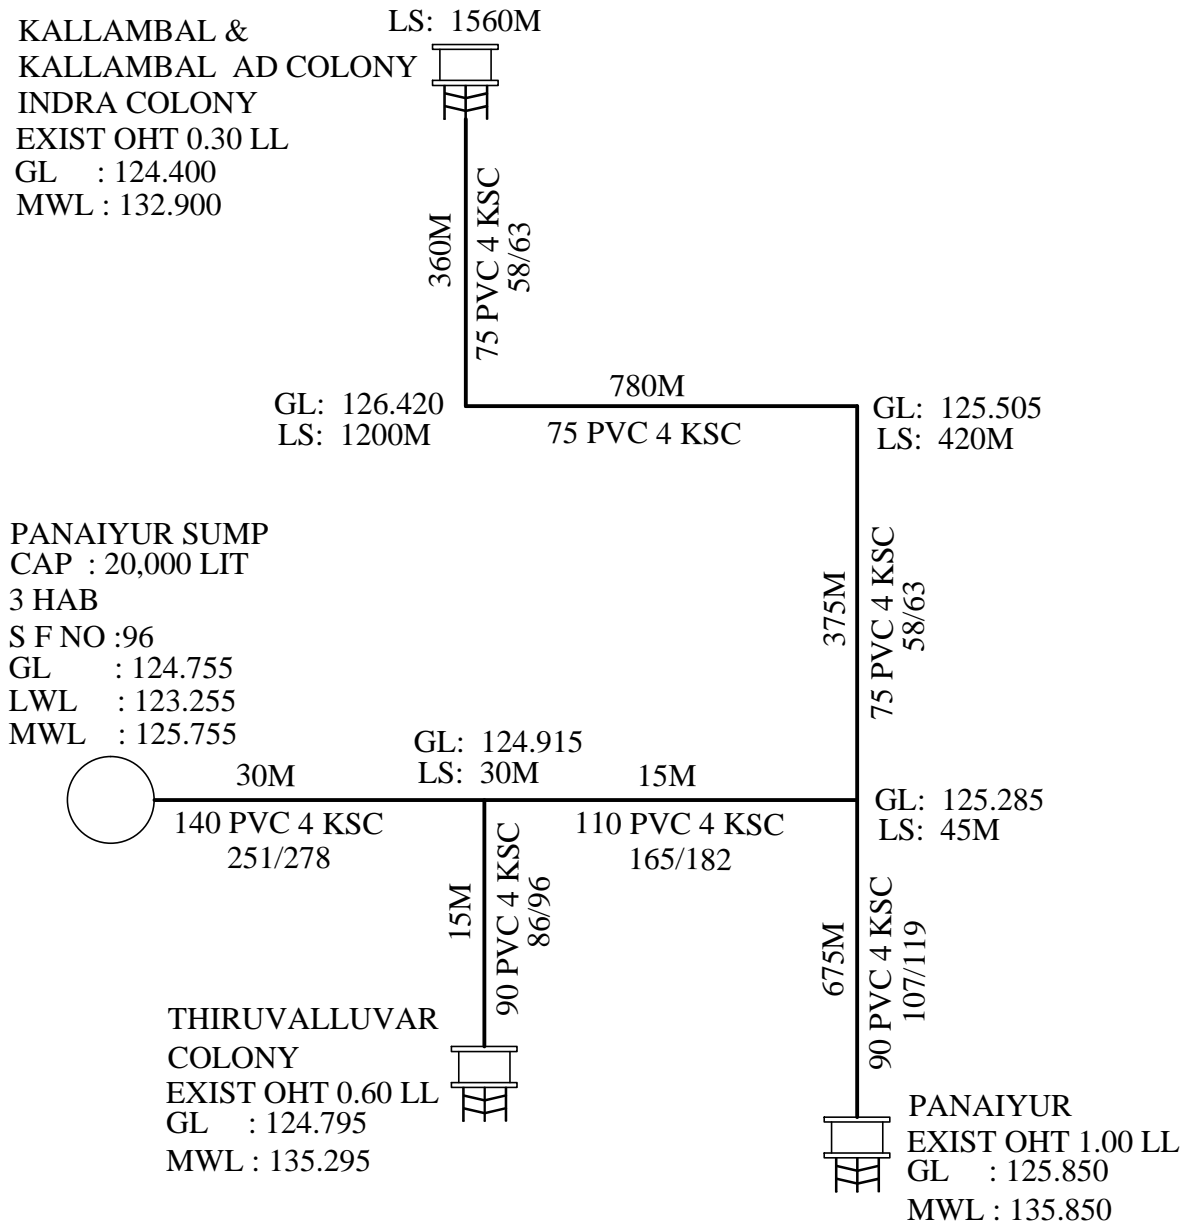 LS: 1560M
KALLAMBAL &
KALLAMBAL AD COLONY
INDRA COLONY
EXIST OHT 0.30 LL
GL : 124.400
MWL : 132.900
360M
75 PVC 4 KSC
58/63
780M
75 PVC 4 KSC
GL: 126.420
LS: 1200M
GL: 125.505
LS: 420M
PANAIYUR SUMP
CAP : 20,000 LIT
3 HAB
S F NO :96
GL : 124.755
LWL : 123.255
MWL : 125.755
375M
75 PVC 4 KSC
58/63
GL: 124.915
LS: 30M
30M
140 PVC 4 KSC
251/278
15M
110 PVC 4 KSC
165/182
GL: 125.285
LS: 45M
15M
90 PVC 4 KSC
86/96
675M
90 PVC 4 KSC
107/119
THIRUVALLUVAR
COLONY
EXIST OHT 0.60 LL
GL : 124.795
MWL : 135.295
PANAIYUR
EXIST OHT 1.00 LL
GL : 125.850
MWL : 135.850